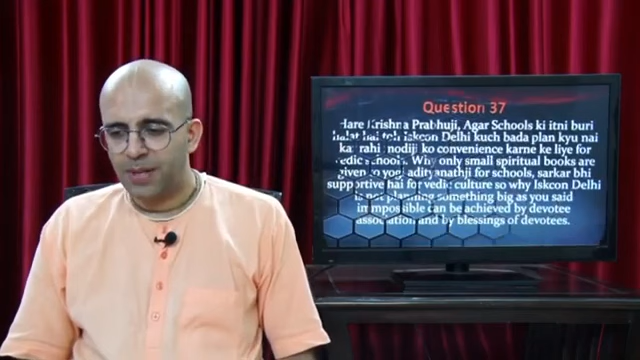 Question 37
Hare Krishna Prabhuji, Agar Schools ki itni buri
halat hai toh Iskcon Delhi kuch bada plan kyu nai
kar rahi modiji ko convenience karne ke liye for
vedic schools. Why only small spiritual books are
given to yogi adityanathji for schools, sarkar bhi
supportive hai for vedic culture so why Iskcon Delhi
is not planning something big as you said
impossible can be achieved by devotee
association and by blessings of devotees.